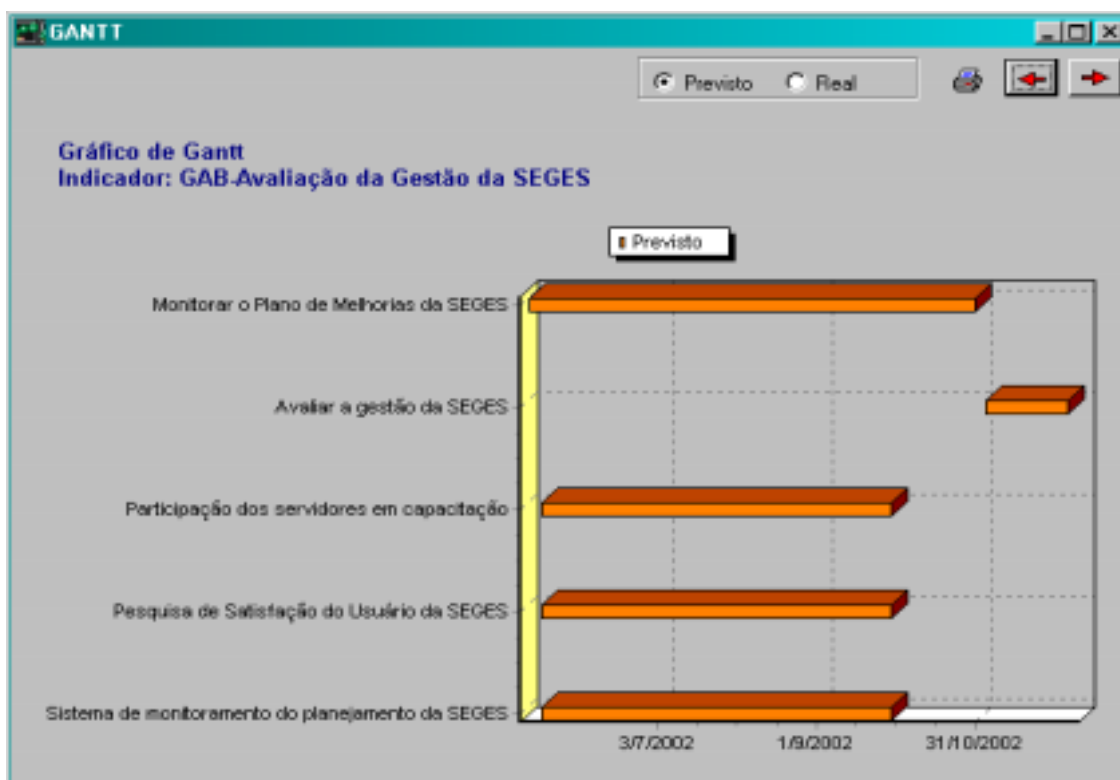 GANTT
Previsto
Real
Gráfico de Gantt
Indicador: GAB-Avaliação da Gestão da SEGES
Previsto
Monitorar o Plano de Melhorias da SEGES
Avaliar a gestão da SEGES
Participação dos servidores em capacitação
Pesquisa de Satisfação do Usuário da SEGES
Sistema de monitoramento do planejamento da SEGES
3/7/2002
1/9/2002
31/10/2002